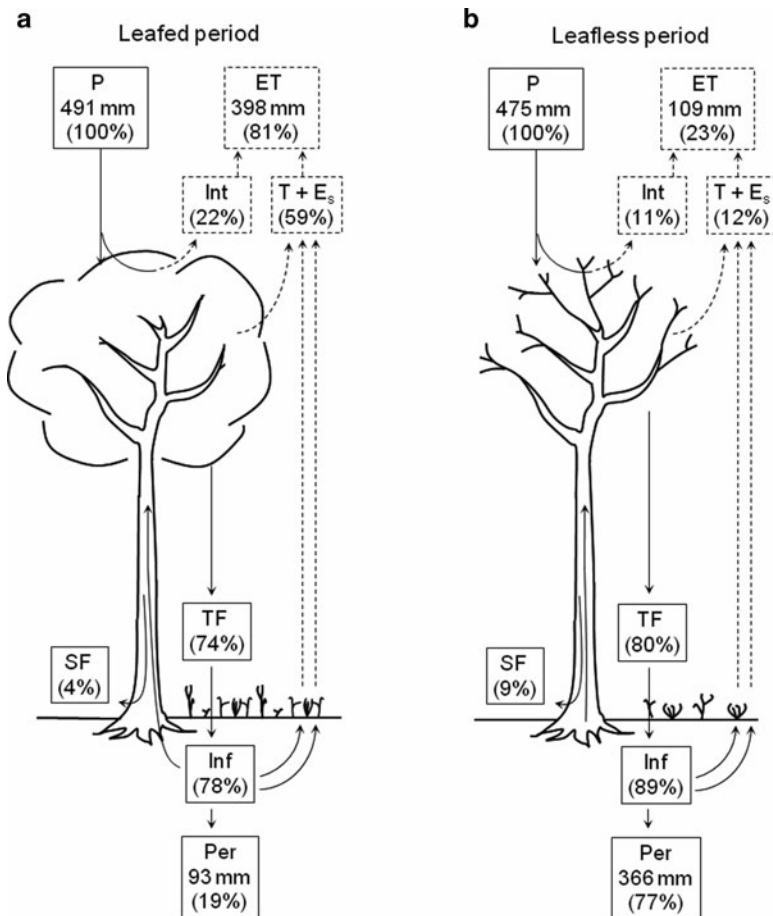 a
Leafed period
P
491 mm
(100%)
ET
398 mm
(81%)
Int
(22%)
T + Es
(59%)
TF
(74%)
SF
(4%)
Inf
(78%)
Per
93 mm
(19%)
b
Leafless period
P
475 mm
(100%)
ET
109 mm
(23%)
Int
(11%)
T + Es
(12%)
TF
(80%)
SF
(9%)
Inf
(89%)
Per
366 mm
(77%)